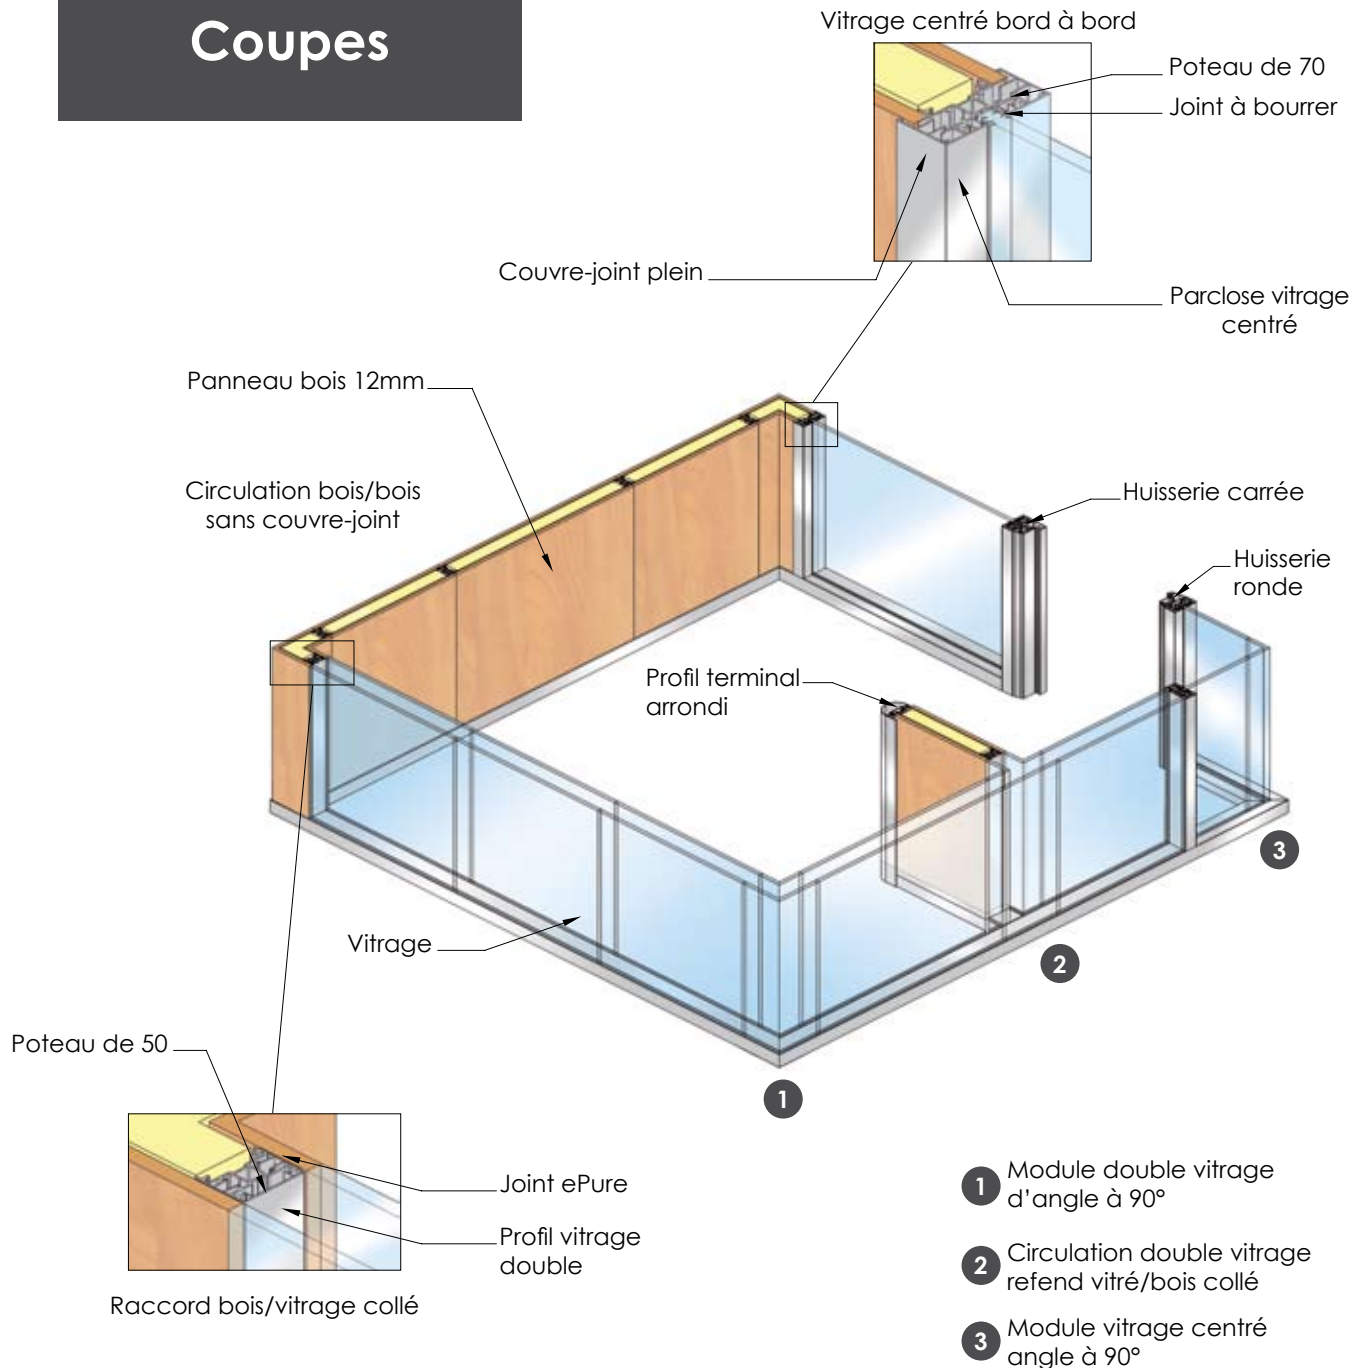 Coupes
Vitrage centré bord à bord
Poteau de 70
Joint à bourrer
Couvre-joint plein
Parclose vitrage
centré
Panneau bois 12mm
Circulation bois/bois
sans couvre-joint
Huisserie carrée
Huisserie
ronde
Profil terminal
arrondi
3
Vitrage
2
Poteau de 50
1
Joint ePure
Profil vitrage
double
Raccord bois/vitrage collé
1 Module double vitrage
d'angle à 90°
2 Circulation double vitrage
refend vitré/bois collé
3 Module vitrage centré
angle à 90°